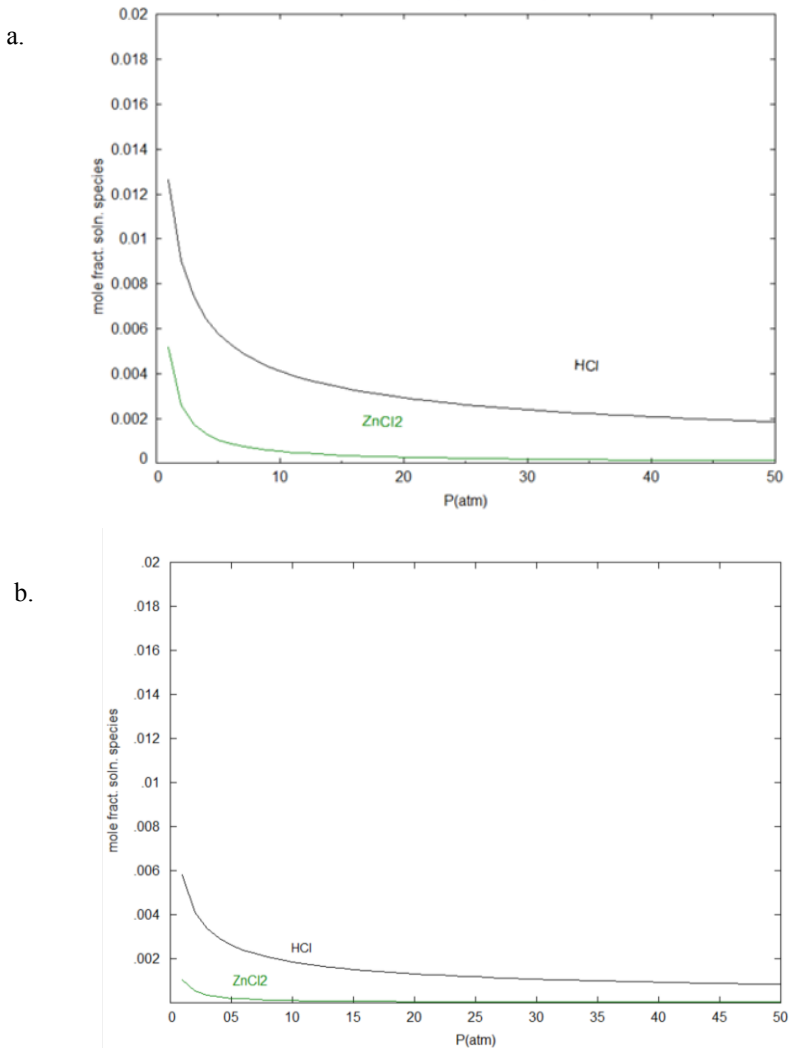 a.
0.02
0.018
0.016
0.014
0.012
0.01
0.008
0.006
0.004
0.002
0
mole fract. soln. species
HCl
ZnCl2
0 10 20 30 40 50
P(atm)
b.
.02
.018
.016
.014
.012
.01
.008
.006
.004
.002
mole fract. soln. species
HCl
ZnCl2
0 05 10 15 20 25 30 35 40 45 50
P(atm)